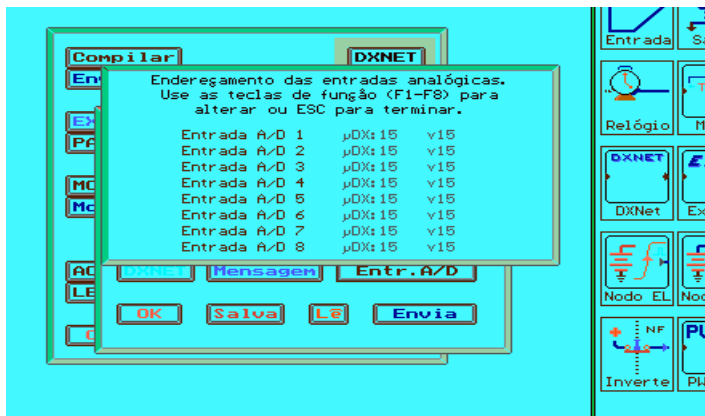 Compilar
DXNET
Endereçamento das entradas analógicas.
Use as teclas de função (F1-F8) para
alterar ou ESC para terminar.
Entrada A/D 1 µDX:15 v15
Entrada A/D 2 µDX:15 v15
Entrada A/D 3 µDX:15 v15
Entrada A/D 4 µDX:15 v15
Entrada A/D 5 µDX:15 v15
Entrada A/D 6 µDX:15 v15
Entrada A/D 7 µDX:15 v15
Entrada A/D 8 µDX:15 v15
DXNET Mensagem Entr.A/D
OK Salva Lê Envia
Entrada
Relógio
DXNET
DXNet
Nodo EL
NF
Inverte